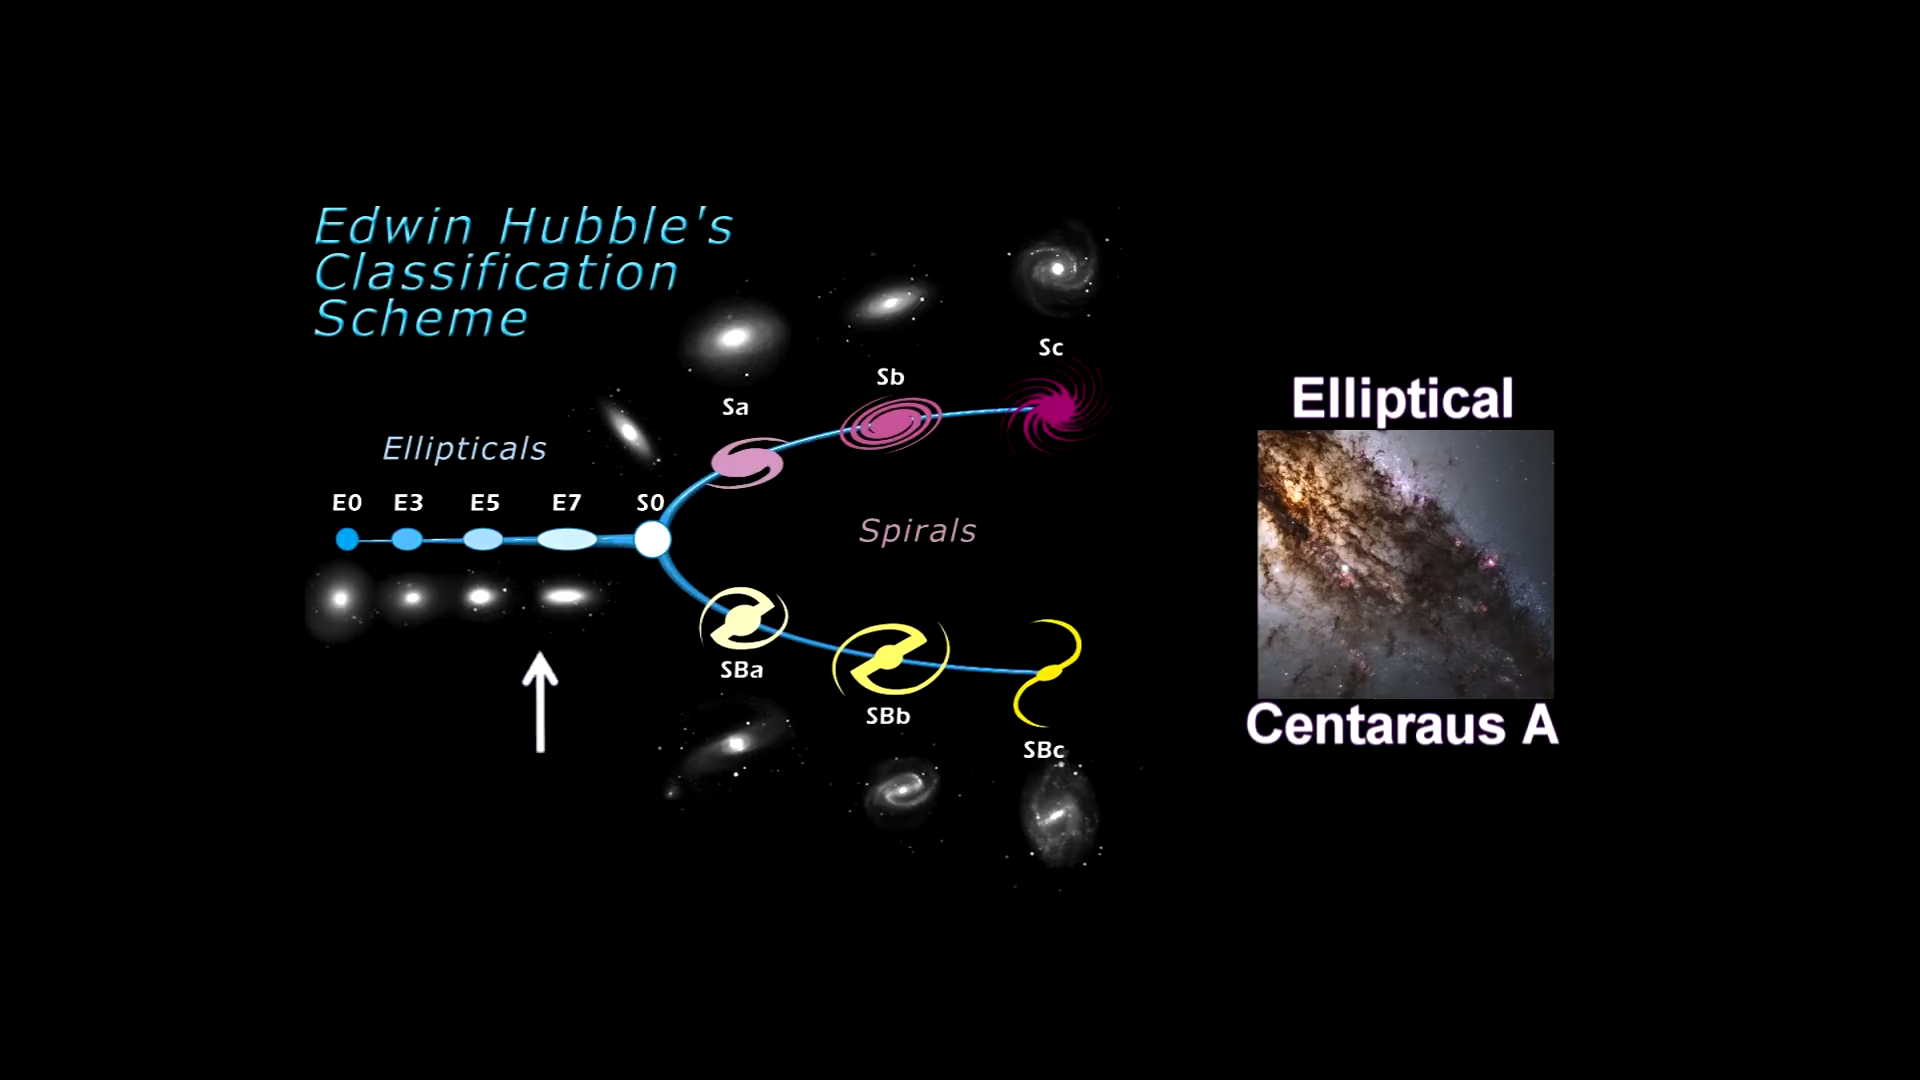 Edwin Hubble's
Classification
Scheme
Ellipticals
E0
E3
E5
E7
S0
Sa
Sb
Sc
Spirals
SBa
SBb
SBc
Elliptical
Centaraus A